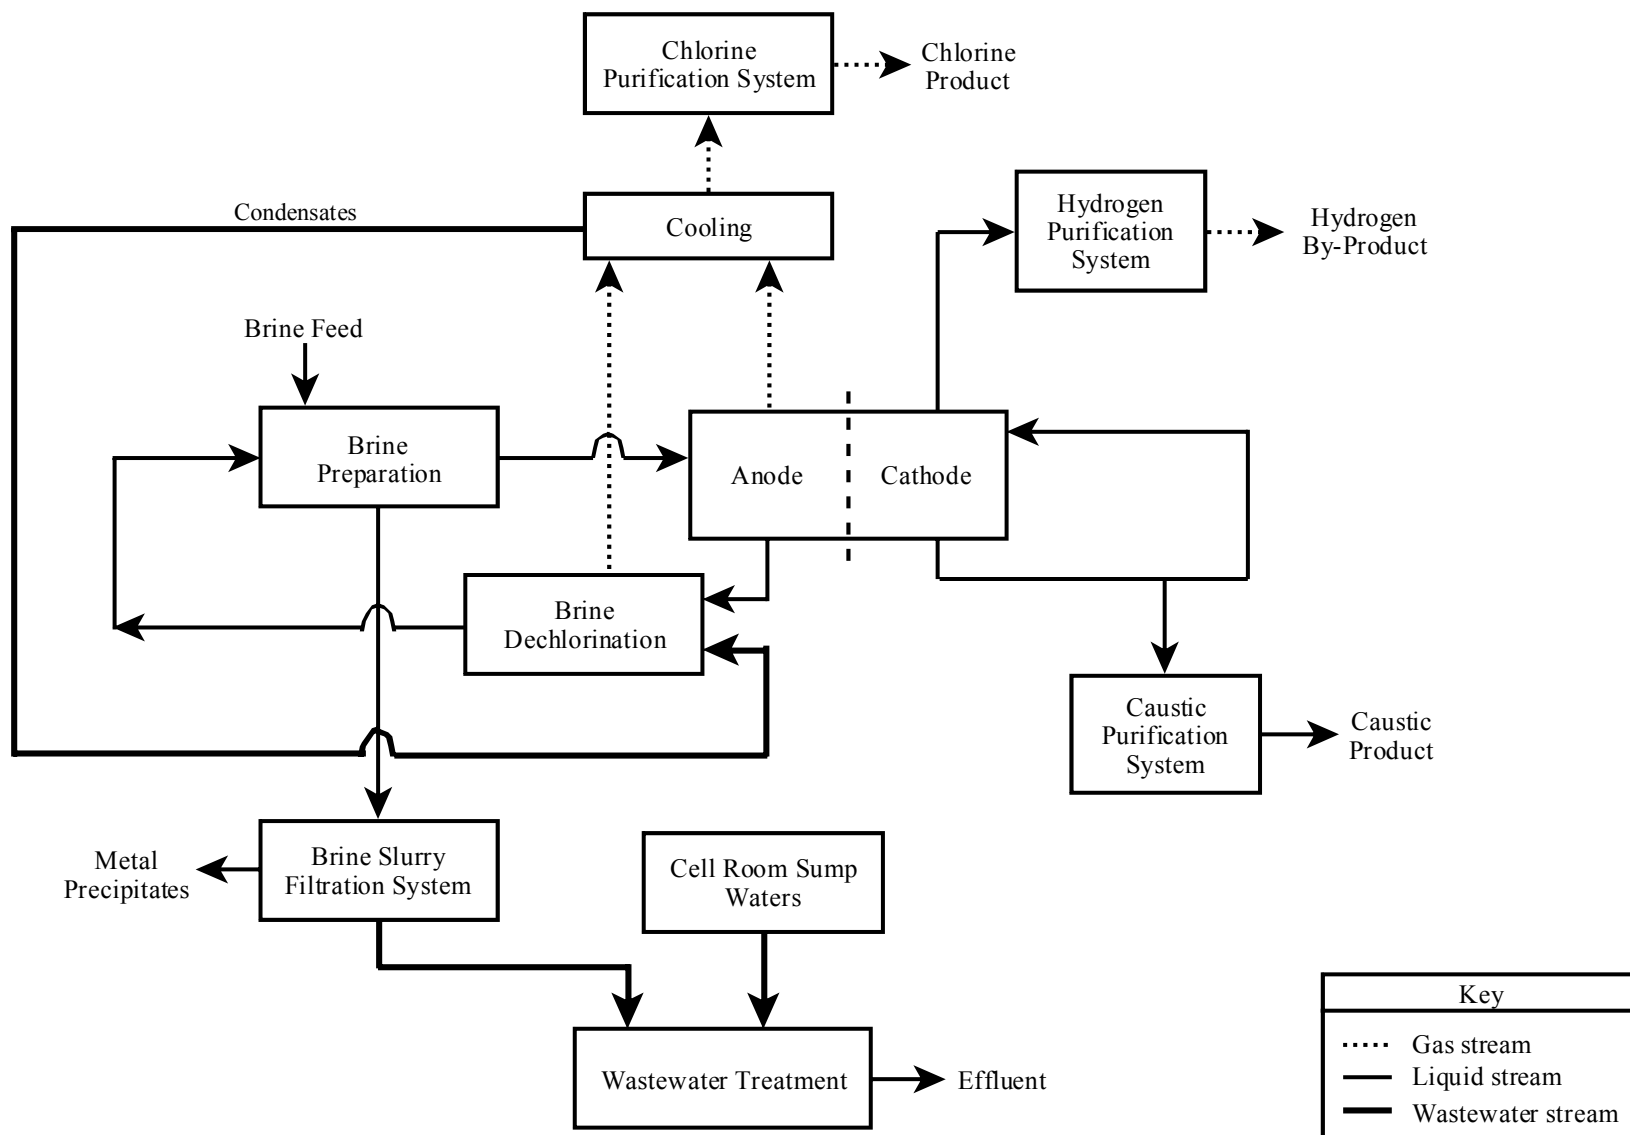 Chlorine
Purification System
Chlorine
Product
Condensates
Cooling
Hydrogen
Purification
System
Hydrogen
By-Product
Brine Feed
Brine
Preparation
Anode
Cathode
Brine
Dechlorination
Caustic
Purification
System
Caustic
Product
Metal
Precipitates
Brine Slurry
Filtration System
Cell Room Sump
Waters
Wastewater Treatment
Effluent
Key
Gas stream
Liquid stream
Wastewater stream